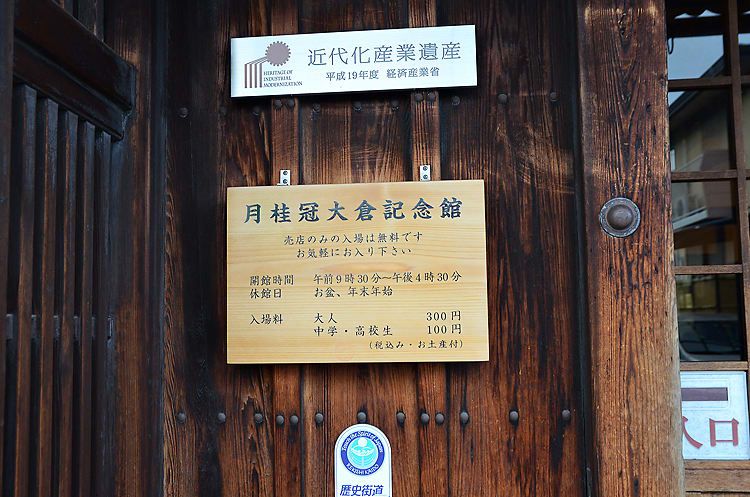 近代化産業遺産
HERITAGE OF
INDUSTRIAL
MODERNIZATION
平成19年度 経済産業省
月桂冠大倉記念館
売店のみの入場は無料です
お気軽にお入り下さい
開館時間 午前9時30分～午後4時30分
休館日 お盆、年末年始
入場料 大人 300円
中学・高校生 100円
(税込み・お土産付)
入口
歴史街道